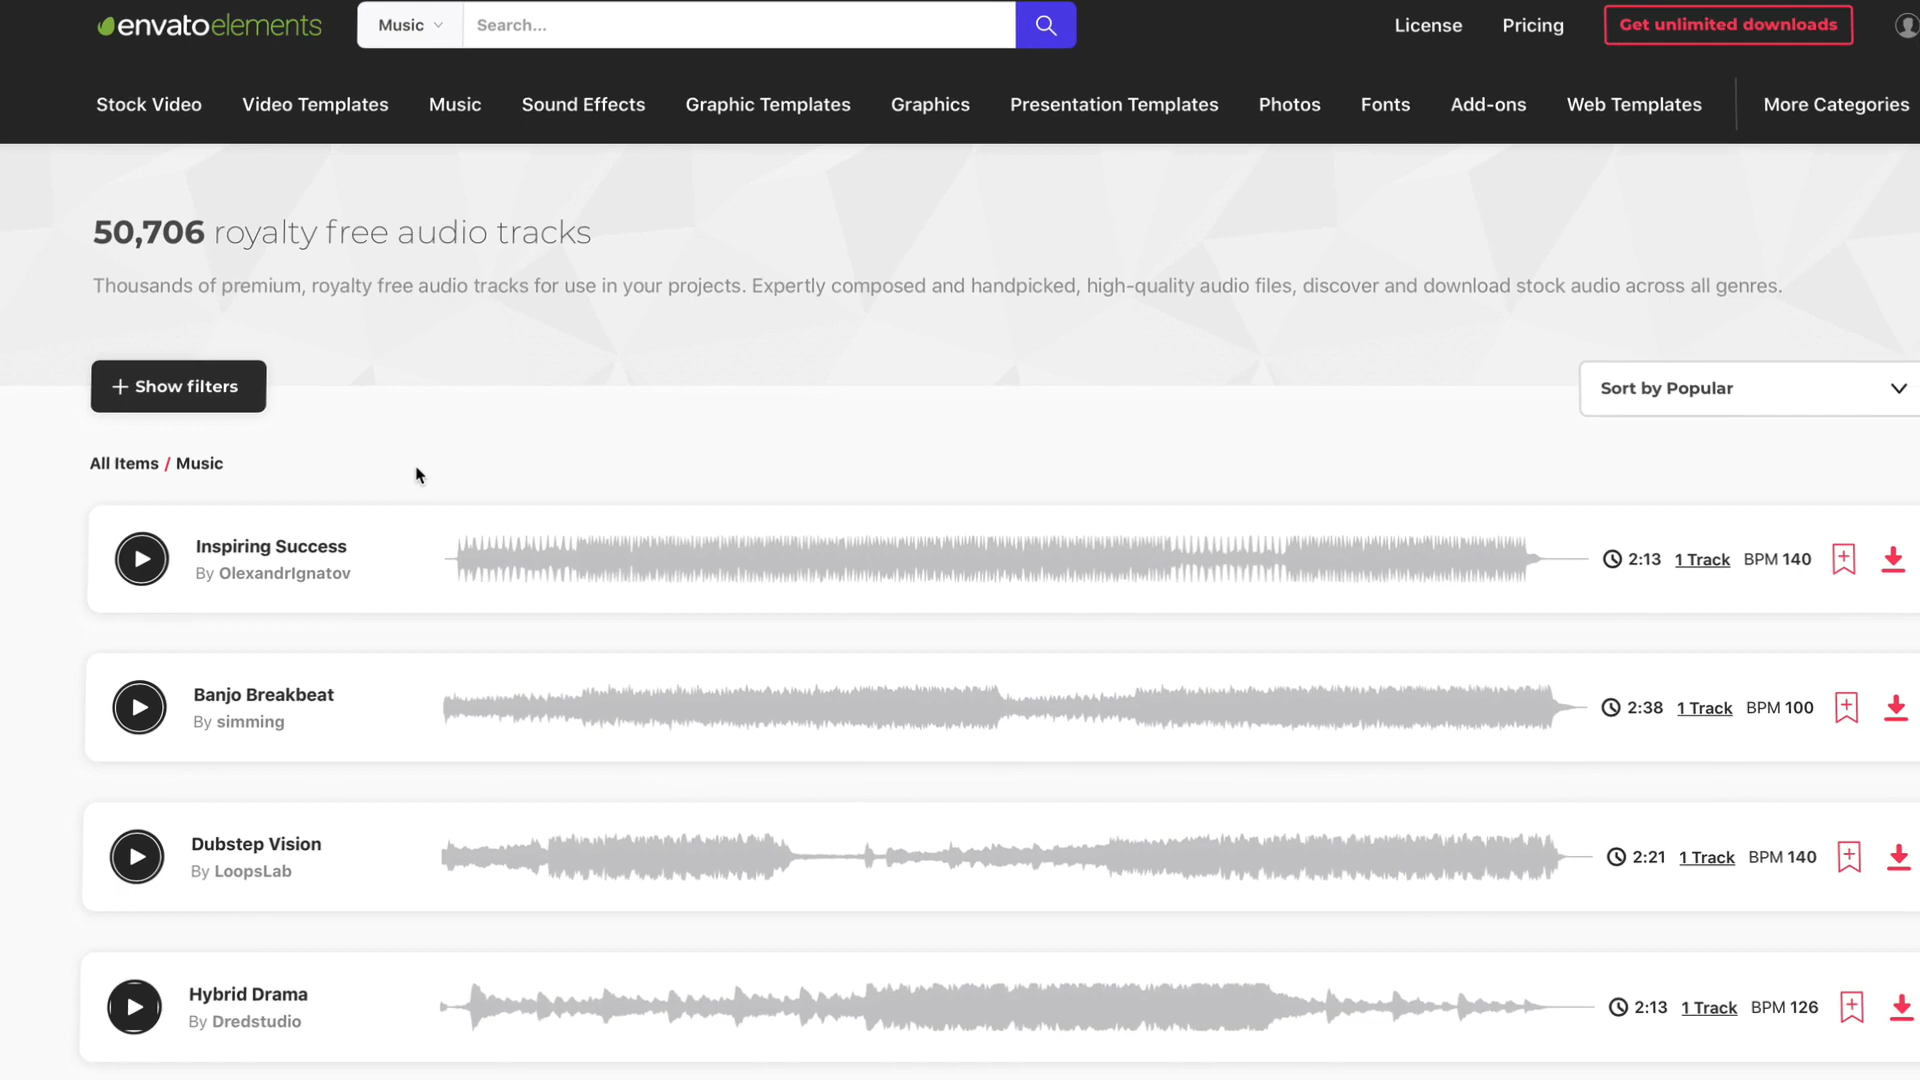 envatoelements
Music
Search...
License
Pricing
Get unlimited downloads
Stock Video
Video Templates
Music
Sound Effects
Graphic Templates
Graphics
Presentation Templates
Photos
Fonts
Add-ons
Web Templates
More Categories
50,706 royalty free audio tracks
Thousands of premium, royalty free audio tracks for use in your projects. Expertly composed and handpicked, high-quality audio files, discover and download stock audio across all genres.
+ Show filters
Sort by Popular
All Items / Music
Inspiring Success
By OlexandrIgnatov
2:13 1 Track BPM 140
Banjo Breakbeat
By simming
2:38 1 Track BPM 100
Dubstep Vision
By LoopsLab
2:21 1 Track BPM 140
Hybrid Drama
By Dredstudio
2:13 1 Track BPM 126